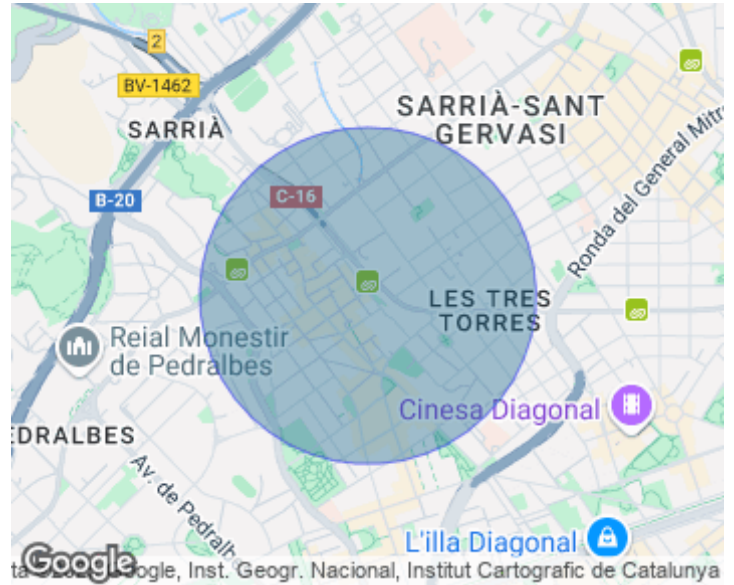 2
BV-1462
SARRIÀ
SARRIÀ-SANT
GERVASI
B-20
C-16
Ronda del General Mitre
LES TRES
TORRES
Reial Monestir
de Pedralbes
Cinesa Diagonal
EDRALBES
Av. de Pedralb
L'illa Diagonal
Google
ogle, Inst. Geogr. Nacional, Institut Cartografic de Catalunya